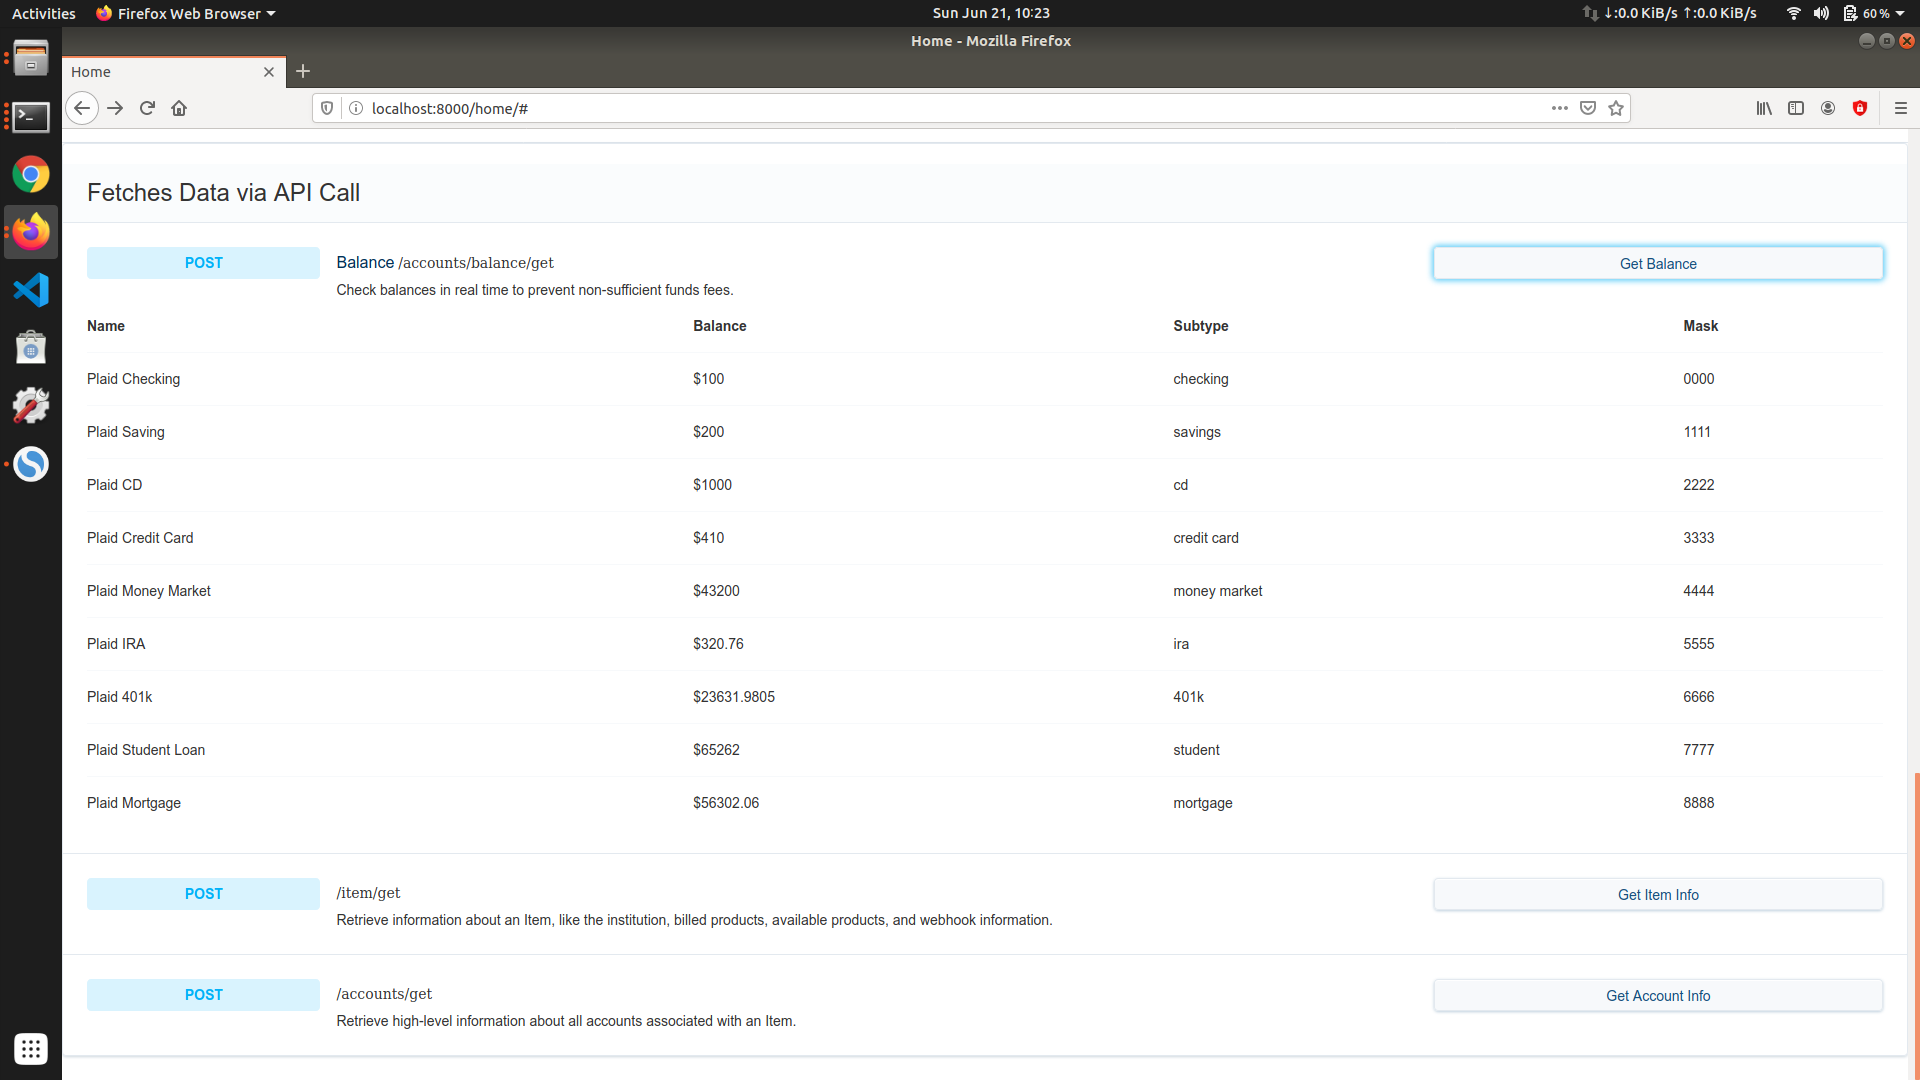 Activities Firefox Web Browser Sun Jun 21, 10:23 ↓:0.0 KiB/s ↑:0.0 KiB/s 60 %
Home - Mozilla Firefox
Home
localhost:8000/home/#
Fetches Data via API Call
POST Balance /accounts/balance/get Get Balance
Check balances in real time to prevent non-sufficient funds fees.
Name Balance Subtype Mask
Plaid Checking $100 checking 0000
Plaid Saving $200 savings 1111
Plaid CD $1000 cd 2222
Plaid Credit Card $410 credit card 3333
Plaid Money Market $43200 money market 4444
Plaid IRA $320.76 ira 5555
Plaid 401k $23631.9805 401k 6666
Plaid Student Loan $65262 student 7777
Plaid Mortgage $56302.06 mortgage 8888
POST /item/get Get Item Info
Retrieve information about an Item, like the institution, billed products, available products, and webhook information.
POST /accounts/get Get Account Info
Retrieve high-level information about all accounts associated with an Item.